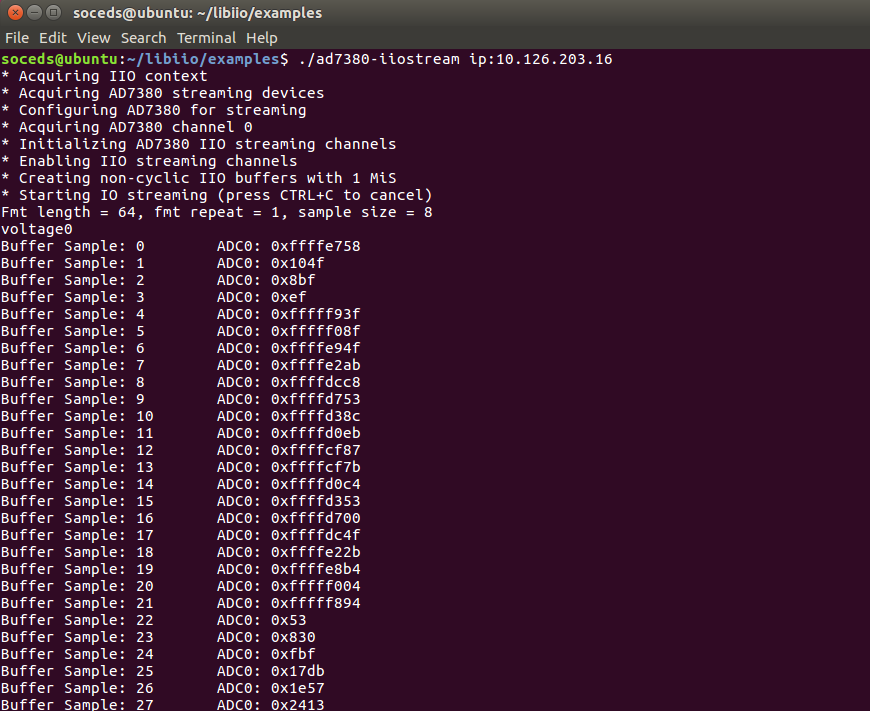 soceds@ubuntu: ~/libiio/examples
File Edit View Search Terminal Help
soceds@ubuntu:~/libiio/examples$ ./ad7380-iiostream ip:10.126.203.16
* Acquiring IIO context
* Acquiring AD7380 streaming devices
* Configuring AD7380 for streaming
* Acquiring AD7380 channel 0
* Initializing AD7380 IIO streaming channels
* Enabling IIO streaming channels
* Creating non-cyclic IIO buffers with 1 MiS
* Starting IO streaming (press CTRL+C to cancel)
Fmt length = 64, fmt repeat = 1, sample size = 8
voltage0
Buffer Sample: 0 ADC0: 0xffffe758
Buffer Sample: 1 ADC0: 0x104f
Buffer Sample: 2 ADC0: 0x8bf
Buffer Sample: 3 ADC0: 0xef
Buffer Sample: 4 ADC0: 0xfffff93f
Buffer Sample: 5 ADC0: 0xfffff08f
Buffer Sample: 6 ADC0: 0xffffe94f
Buffer Sample: 7 ADC0: 0xffffe2ab
Buffer Sample: 8 ADC0: 0xffffdcc8
Buffer Sample: 9 ADC0: 0xffffd753
Buffer Sample: 10 ADC0: 0xffffd38c
Buffer Sample: 11 ADC0: 0xffffd0eb
Buffer Sample: 12 ADC0: 0xffffcf87
Buffer Sample: 13 ADC0: 0xffffcf7b
Buffer Sample: 14 ADC0: 0xffffd0c4
Buffer Sample: 15 ADC0: 0xffffd353
Buffer Sample: 16 ADC0: 0xffffd700
Buffer Sample: 17 ADC0: 0xffffdc4f
Buffer Sample: 18 ADC0: 0xffffe22b
Buffer Sample: 19 ADC0: 0xffffe8b4
Buffer Sample: 20 ADC0: 0xfffff004
Buffer Sample: 21 ADC0: 0xfffff894
Buffer Sample: 22 ADC0: 0x53
Buffer Sample: 23 ADC0: 0x830
Buffer Sample: 24 ADC0: 0xfbf
Buffer Sample: 25 ADC0: 0x17db
Buffer Sample: 26 ADC0: 0x1e57
Buffer Sample: 27 ADC0: 0x2413